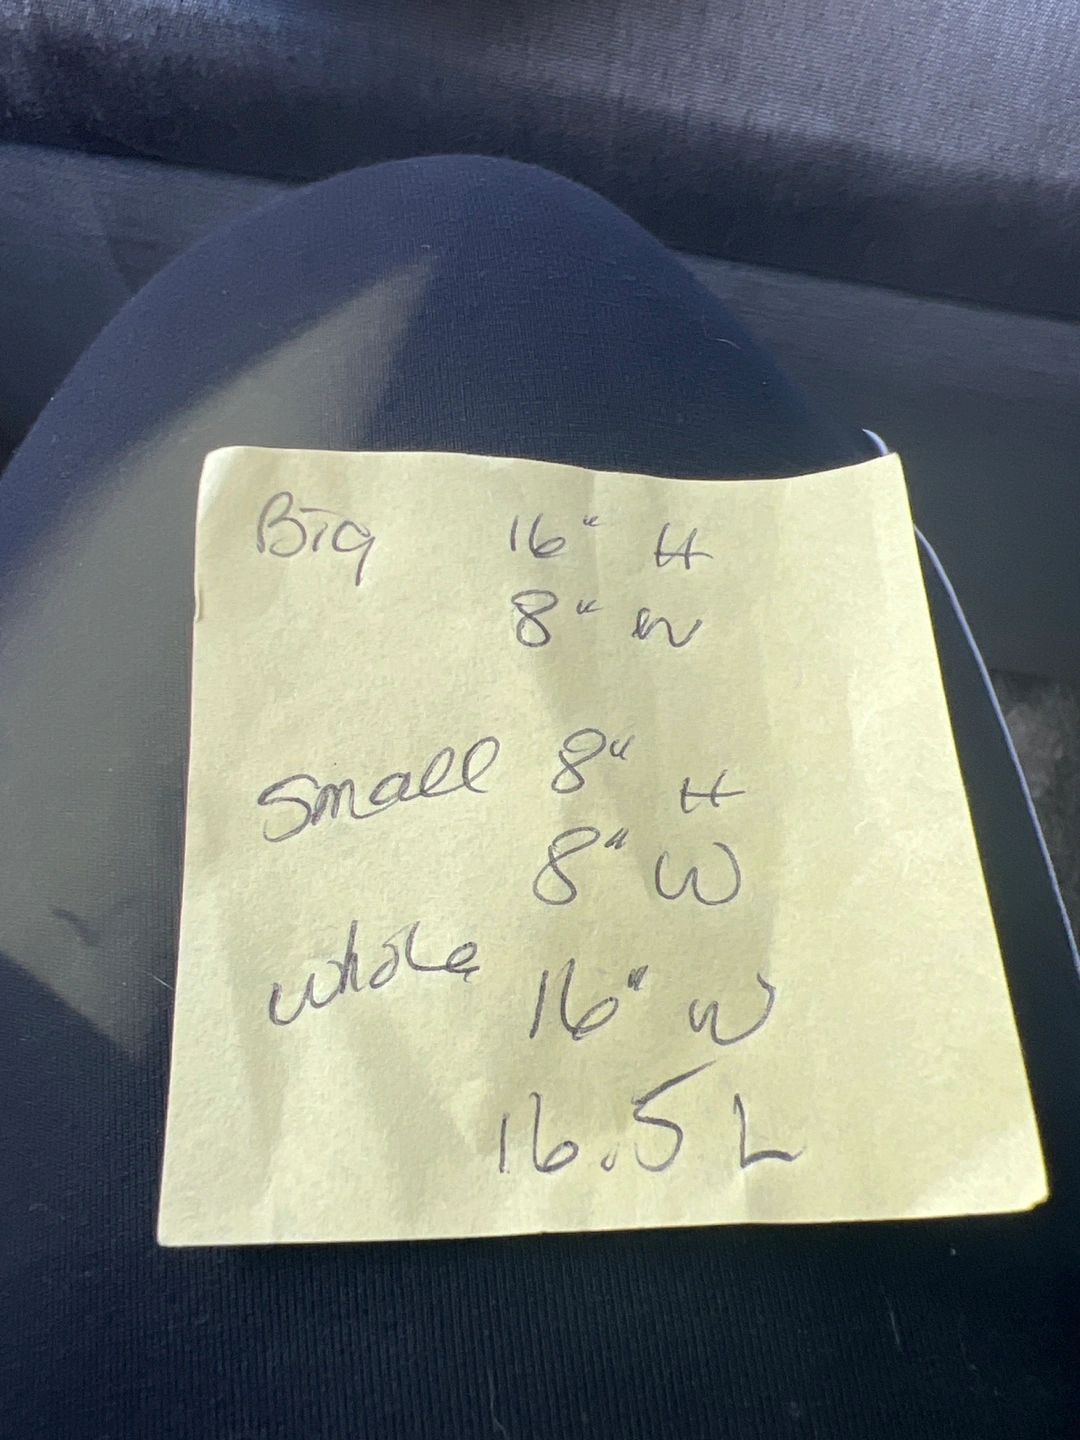 Big 16" H
8" W
Small 8" H
8" W
whole 16" W
16.5 L